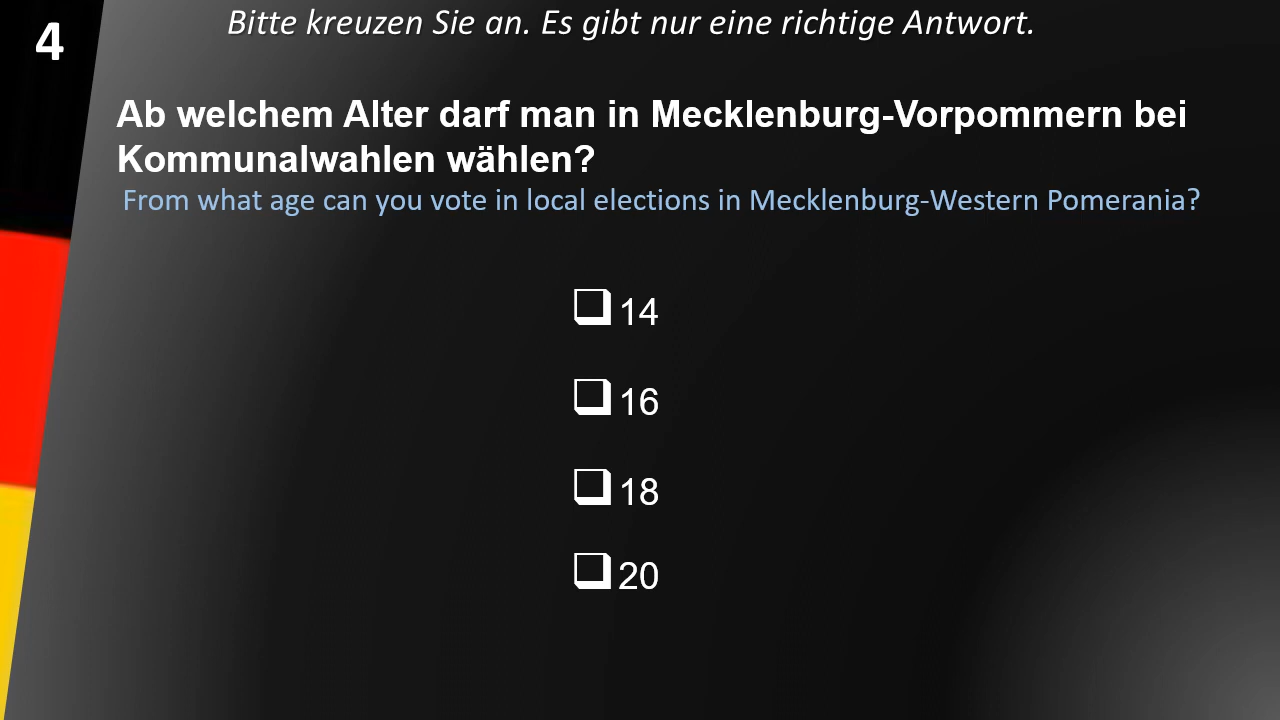 4
Bitte kreuzen Sie an. Es gibt nur eine richtige Antwort.
Ab welchem Alter darf man in Mecklenburg-Vorpommern bei
Kommunalwahlen wählen?
From what age can you vote in local elections in Mecklenburg-Western Pomerania?
❑ 14
❑ 16
❑ 18
❑ 20